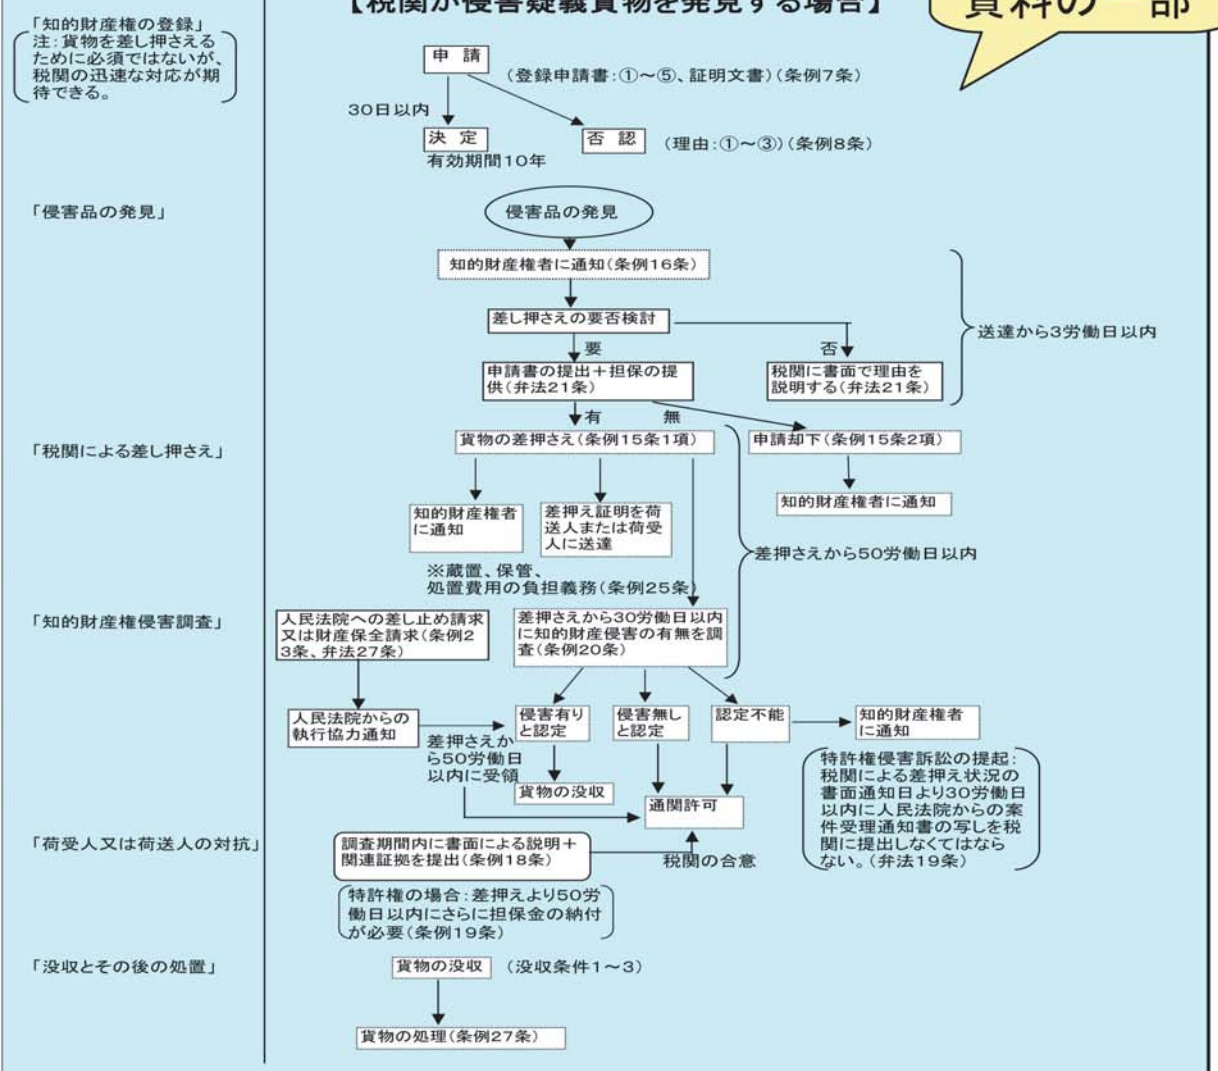 【税関が侵害疑義貨物を発見する場合】
資料の一部
「知的財産権の登録」
注:貨物を差し押さえる
ために必須ではないが、
税関の迅速な対応が期
待できる。
申 請
(登録申請書:①～⑤、証明文書)(条例7条)
30日以内
決 定
有効期間10年
否 認
(理由:①～③)(条例8条)
「侵害品の発見」
侵害品の発見
知的財産権者に通知(条例16条)
差し押さえの要否検討
送達から3労働日以内
要
否
申請書の提出＋担保の提
供(弁法21条)
税関に書面で理由を
説明する(弁法21条)
有
無
「税関による差し押さえ」
貨物の差押さえ(条例15条1項)
申請却下(条例15条2項)
知的財産権者に通知
知的財産権者
に通知
差押え証明を荷
送人または荷受
人に送達
差押さえから50労働日以内
※蔵置、保管、
処置費用の負担義務(条例25条)
「知的財産権侵害調査」
人民法院への差し止め請求
又は財産保全請求(条例2
3条、弁法27条)
差押さえから30労働日以内
に知的財産侵害の有無を調
査(条例20条)
人民法院からの
執行協力通知
侵害有り
と認定
侵害無し
と認定
認定不能
知的財産権者
に通知
差押さえか
ら50労働日
以内に受領
貨物の没収
通関許可
特許権侵害訴訟の提起:
税関による差押え状況の
書面通知日より30労働日
以内に人民法院からの案
件受理通知書の写しを税
関に提出しなくてはなら
ない。(弁法19条)
「荷受人又は荷送人の対抗」
調査期間内に書面による説明＋
関連証拠を提出(条例18条)
税関の合意
特許権の場合:差押えより50労
働日以内にさらに担保金の納付
が必要(条例19条)
「没収とその後の処置」
貨物の没収
(没収条件1～3)
貨物の処理(条例27条)